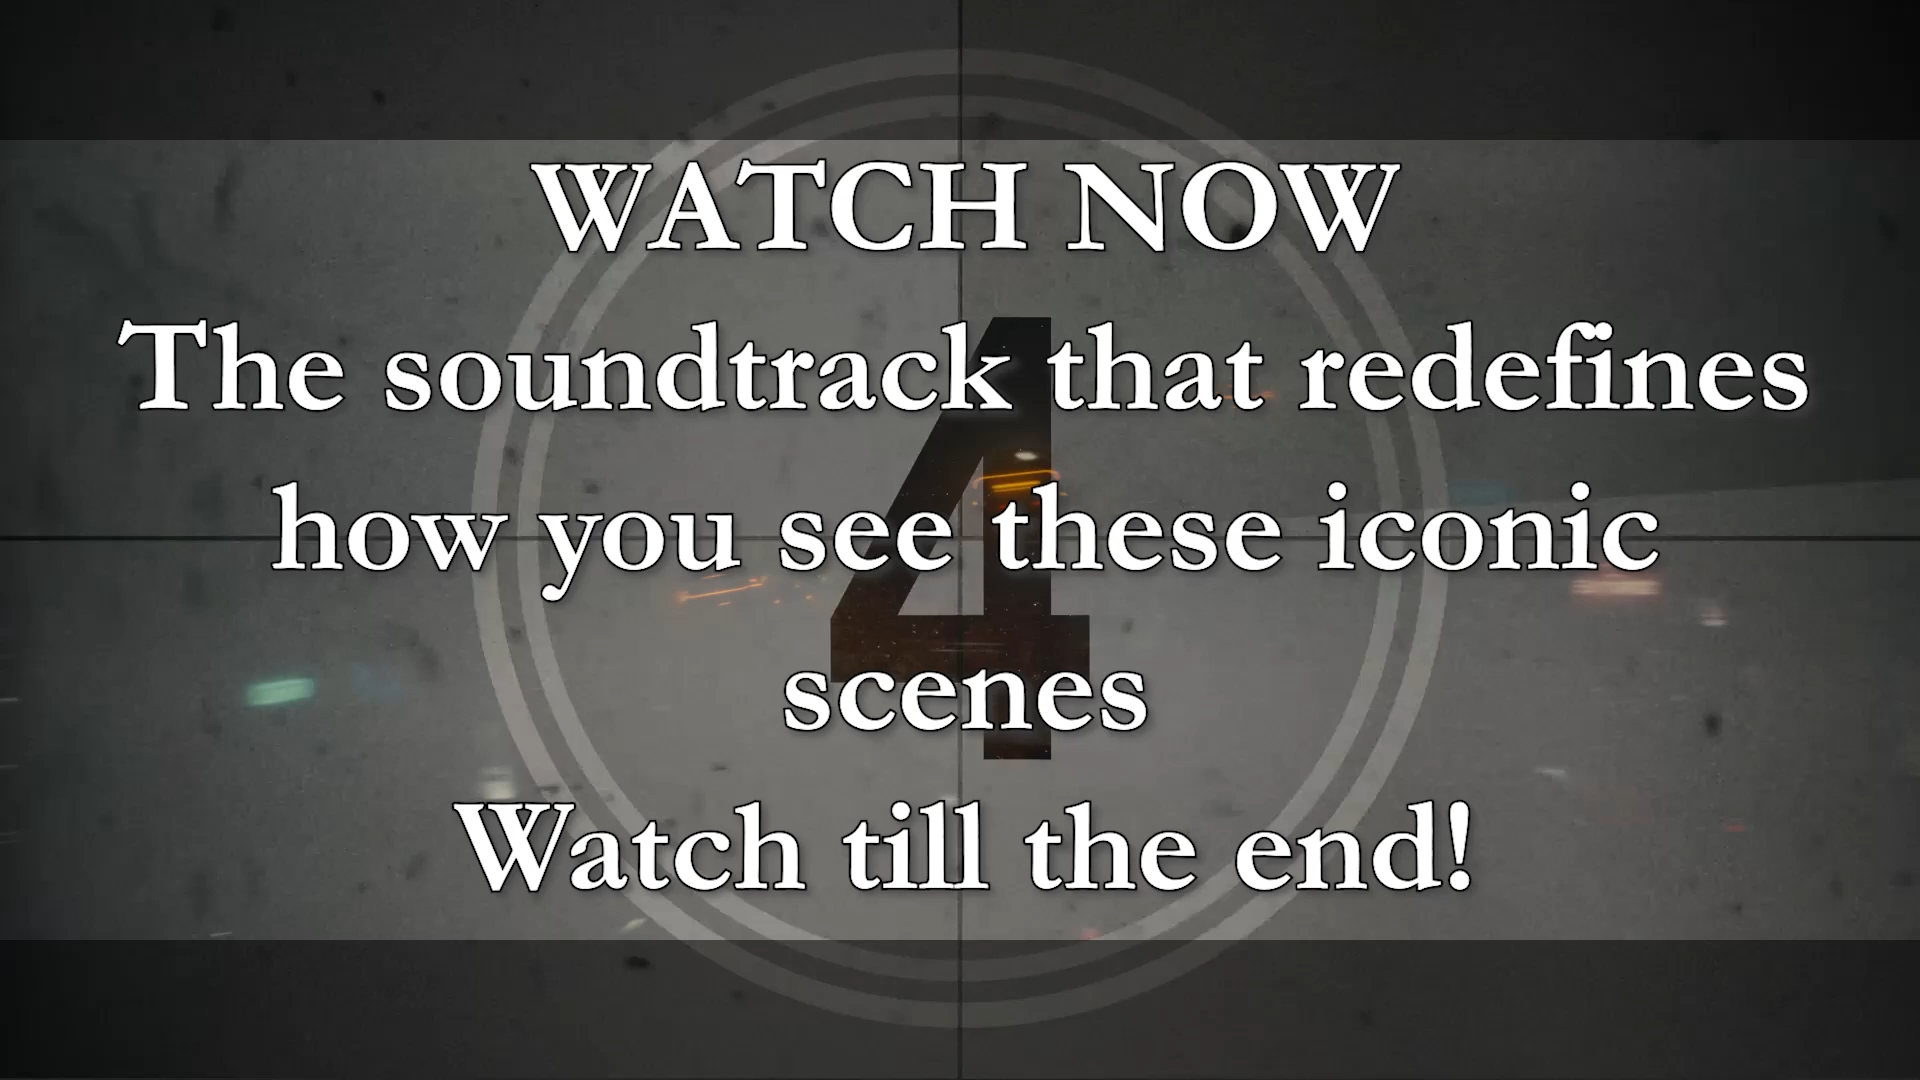 WATCH NOW
The soundtrack that redefines
how you see these iconic
scenes
Watch till the end!
4